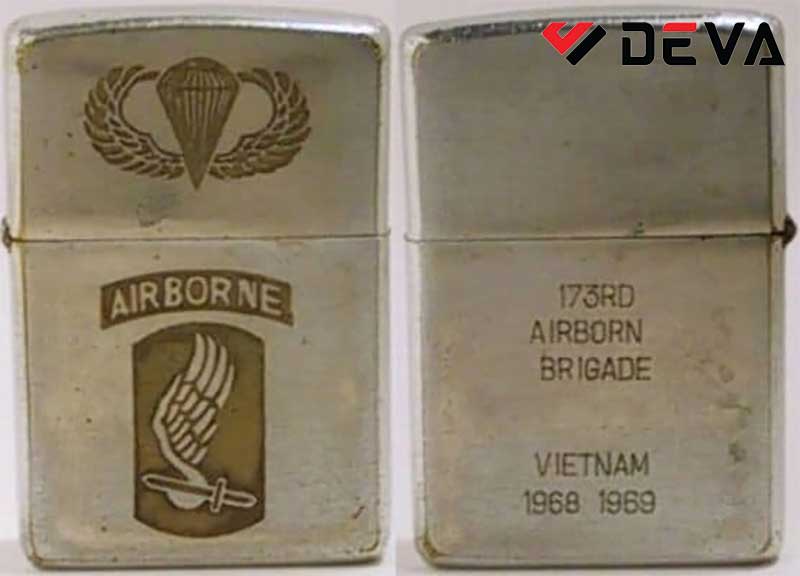 DEVA
AIRBORNE
173RD
AIRBORN
BRIGADE
VIETNAM
1968 1969